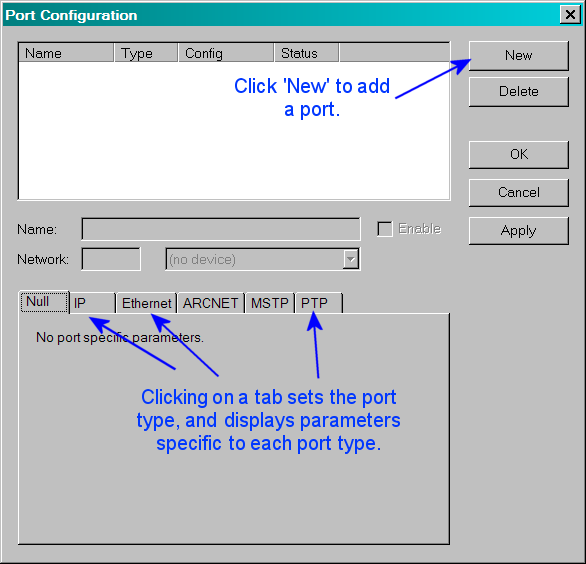 Port Configuration
Name Type Config Status
New
Click 'New' to add
a port.
Delete
OK
Cancel
Name: Enable
Apply
Network: (no device)
Null IP Ethernet ARCNET MSTP PTP
No port specific parameters.
Clicking on a tab sets the port
type, and displays parameters
specific to each port type.